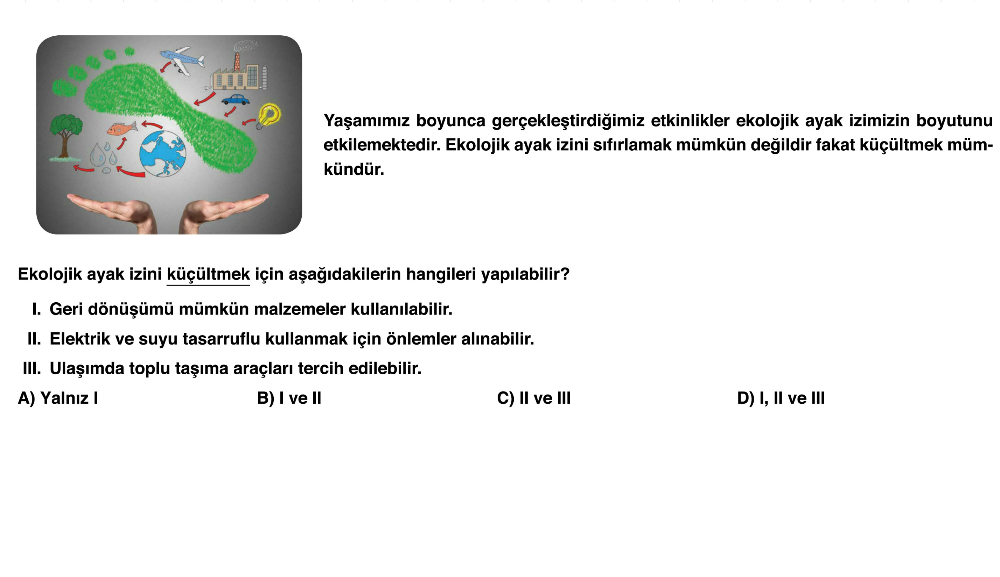 Yaşamımız boyunca gerçekleştirdiğimiz etkinlikler ekolojik ayak izimizin boyutunu
etkilemektedir. Ekolojik ayak izini sıfırlamak mümkün değildir fakat küçültmek müm-
kündür.
Ekolojik ayak izini küçültmek için aşağıdakilerin hangileri yapılabilir?
I. Geri dönüşümü mümkün malzemeler kullanılabilir.
II. Elektrik ve suyu tasarruflu kullanmak için önlemler alınabilir.
III. Ulaşımda toplu taşıma araçları tercih edilebilir.
A) Yalnız I B) I ve II C) II ve III D) I, II ve III